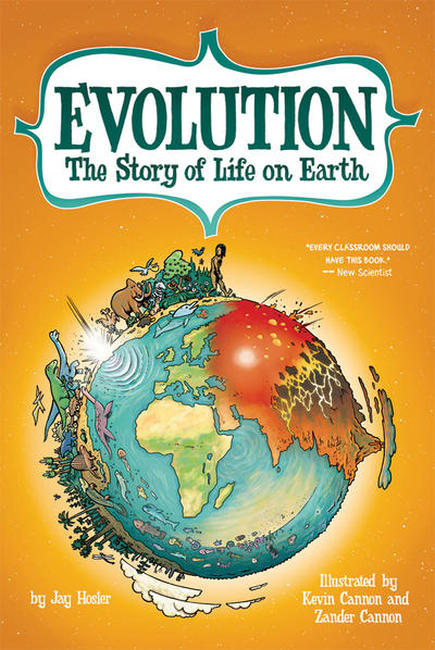 EVOLUTION
The Story of Life on Earth
"EVERY CLASSROOM SHOULD
HAVE THIS BOOK."
— New Scientist
by Jay Hosler
Illustrated by
Kevin Cannon and
Zander Cannon